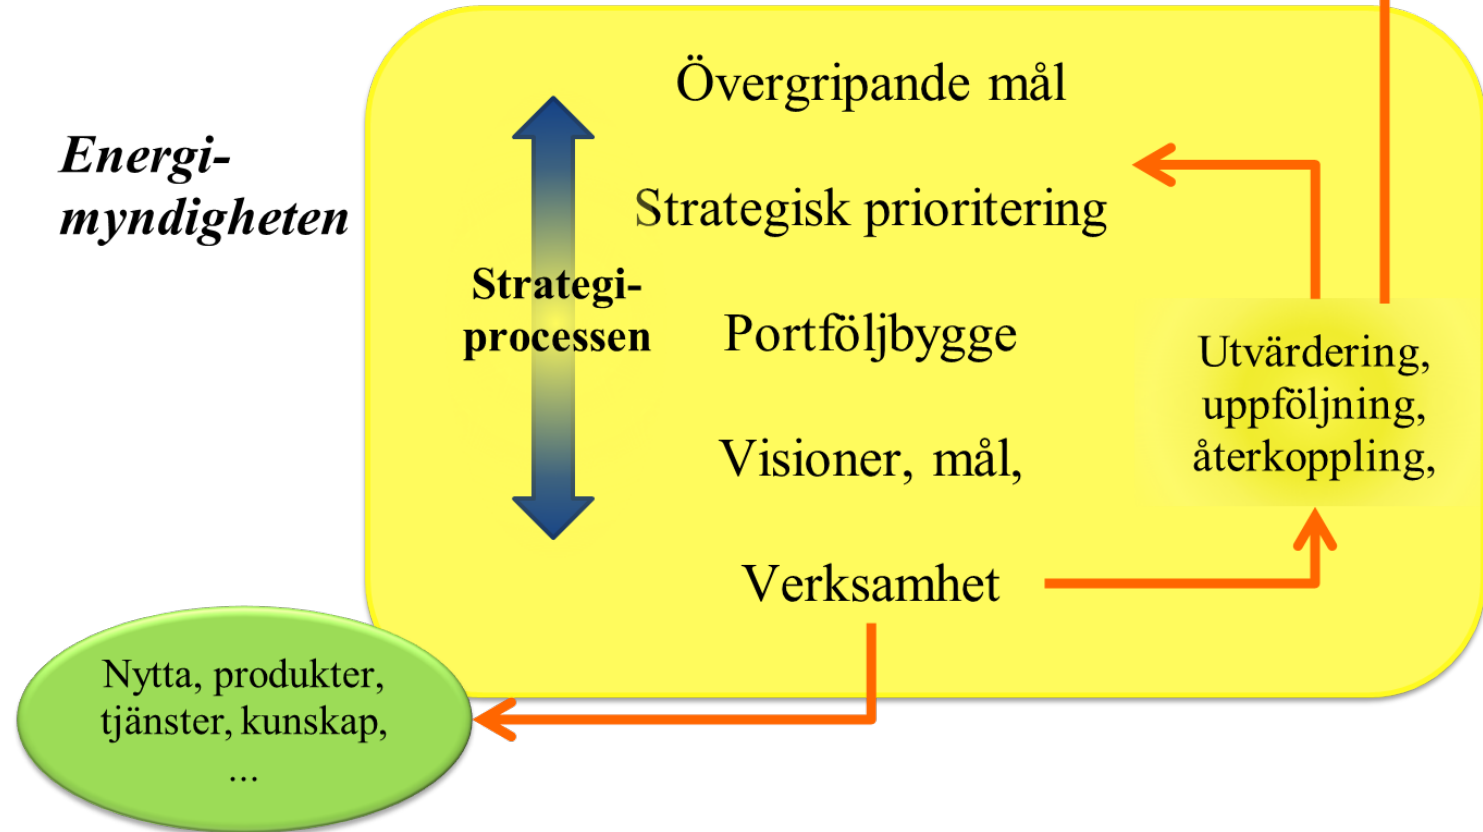 Energi-
myndigheten
Övergripande mål
Strategisk prioritering
Strategi-
processen
Portföljbygge
Visioner, mål,
Verksamhet
Utvärdering,
uppföljning,
återkoppling,
Nytta, produkter,
tjänster, kunskap,
...